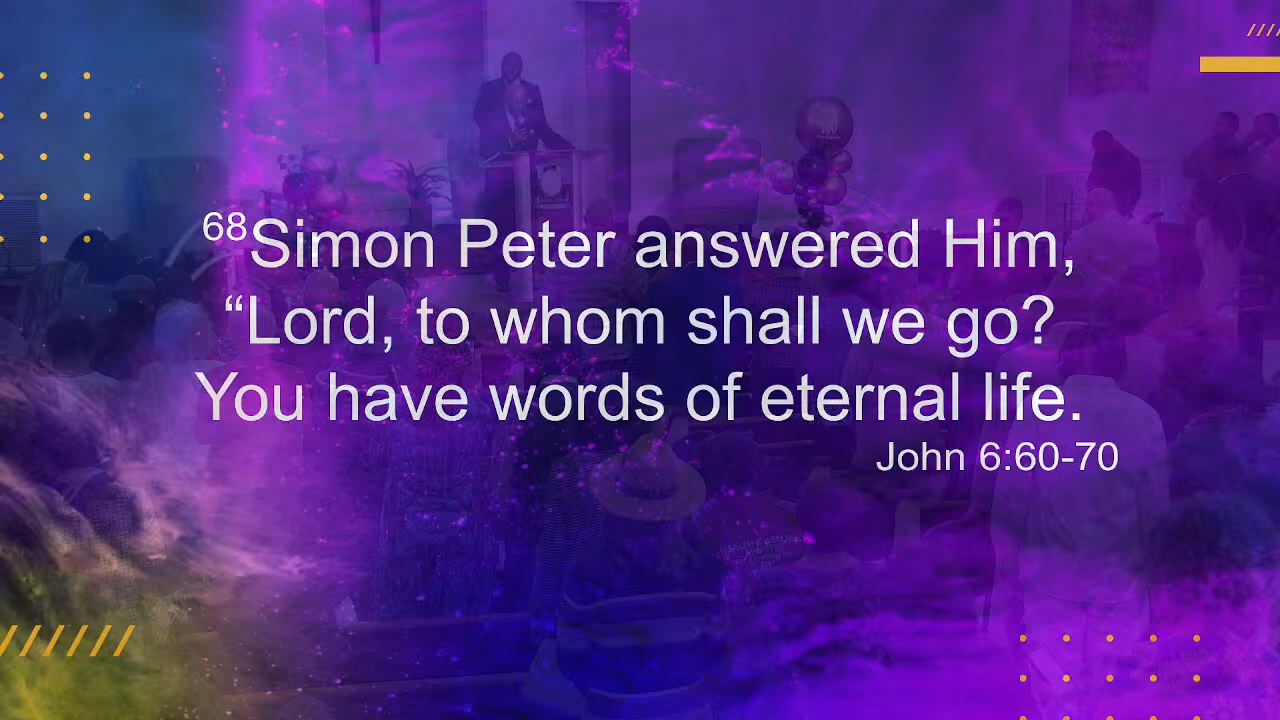 ⁶⁸Simon Peter answered Him,
“Lord, to whom shall we go?
You have words of eternal life.
John 6:60-70